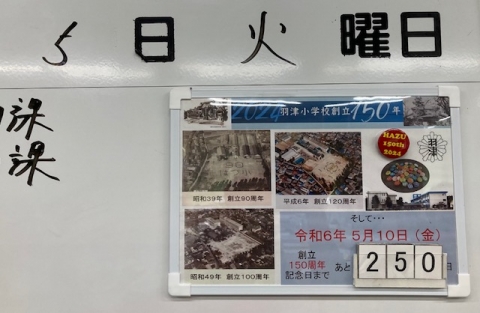 5日火曜日
課
課
2024 羽津小学校創立150年
HAZU
150th
2024
羽津
昭和39年 創立90周年
平成6年 創立120周年
昭和49年 創立100周年
そして・・・
令和6年 5月10日(金)
創立
150周年
記念日まで
あと 250日